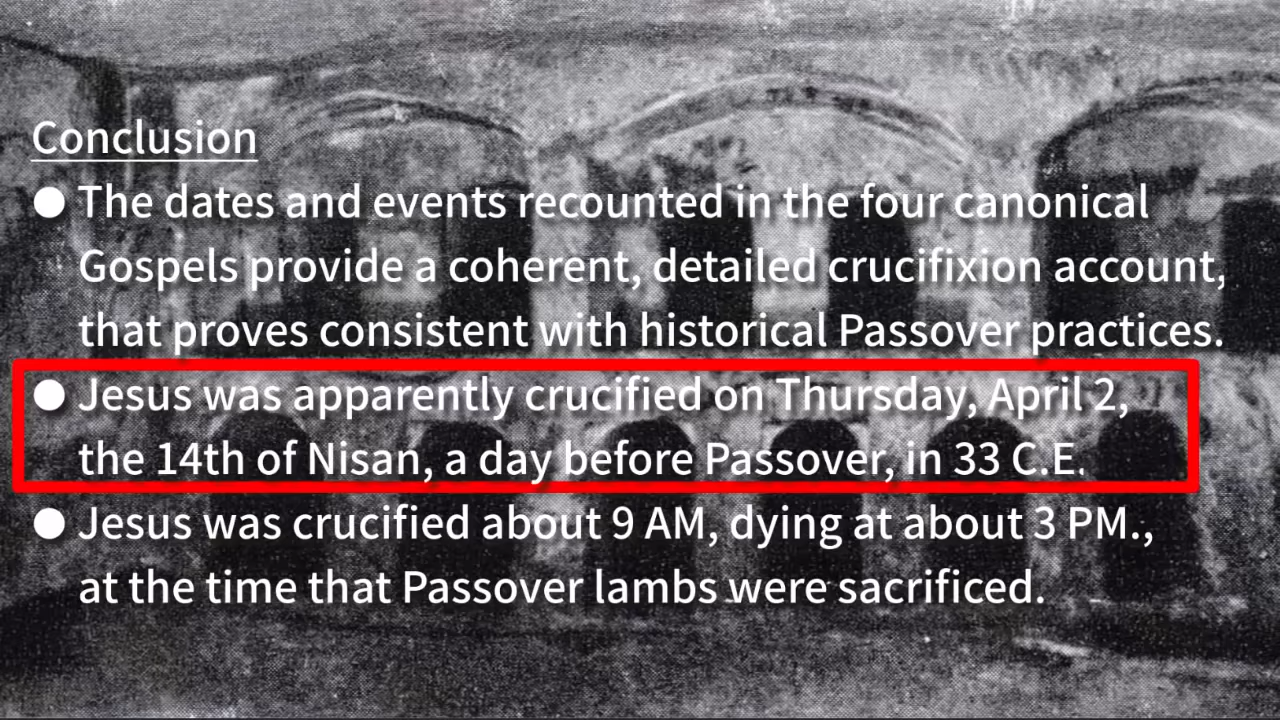 Conclusion
● The dates and events recounted in the four canonical
Gospels provide a coherent, detailed crucifixion account,
that proves consistent with historical Passover practices.
● Jesus was apparently crucified on Thursday, April 2,
the 14th of Nisan, a day before Passover, in 33 C.E.
● Jesus was crucified about 9 AM, dying at about 3 PM.,
at the time that Passover lambs were sacrificed.